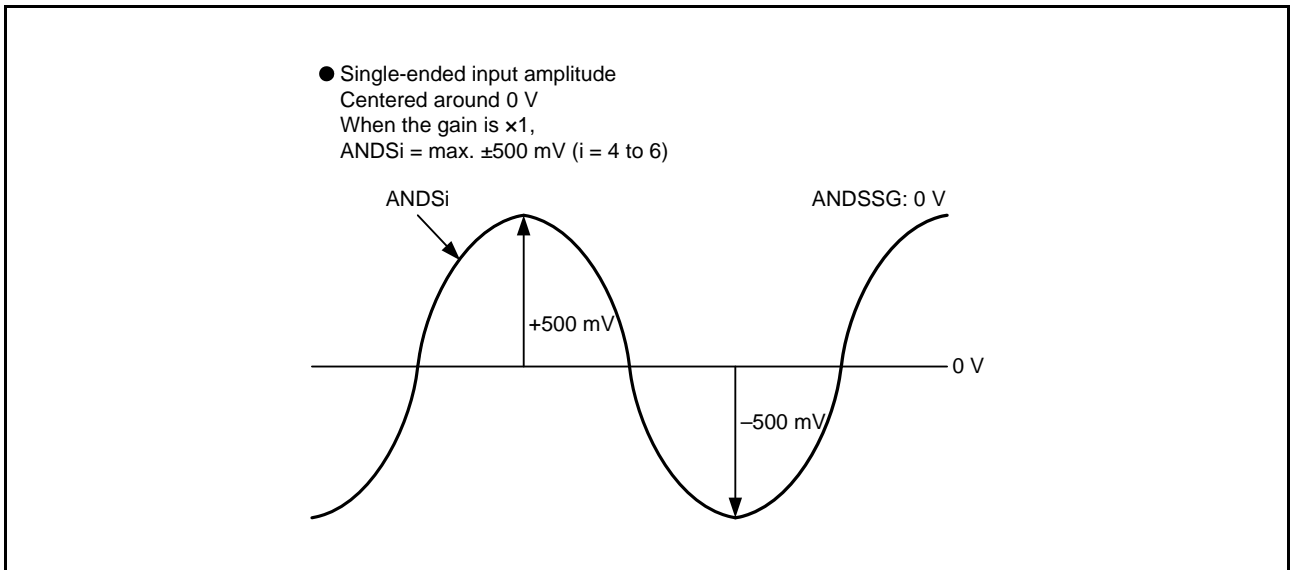 ● Single-ended input amplitude
Centered around 0 V
When the gain is ×1,
ANDSi = max. ±500 mV (i = 4 to 6)
ANDSi
ANDSSG: 0 V
+500 mV
0 V
–500 mV